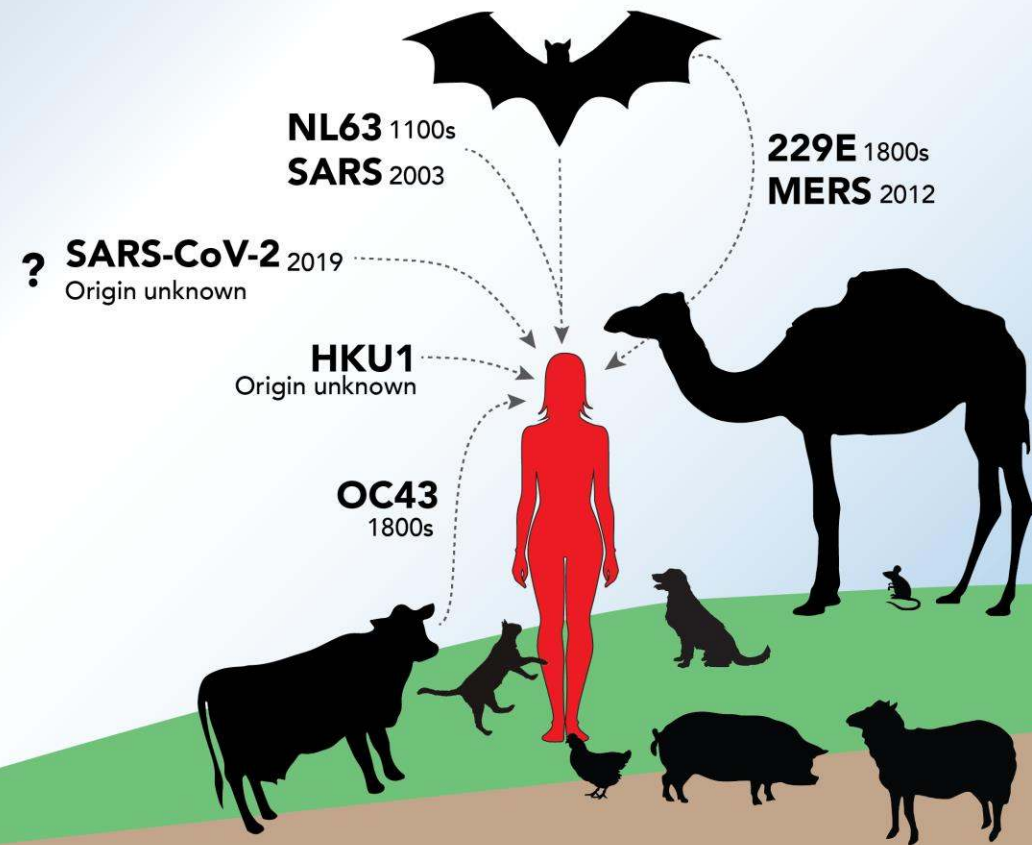 NL63 1100s
SARS 2003
229E 1800s
MERS 2012
? SARS-CoV-2 2019
Origin unknown
HKU1
Origin unknown
OC43
1800s